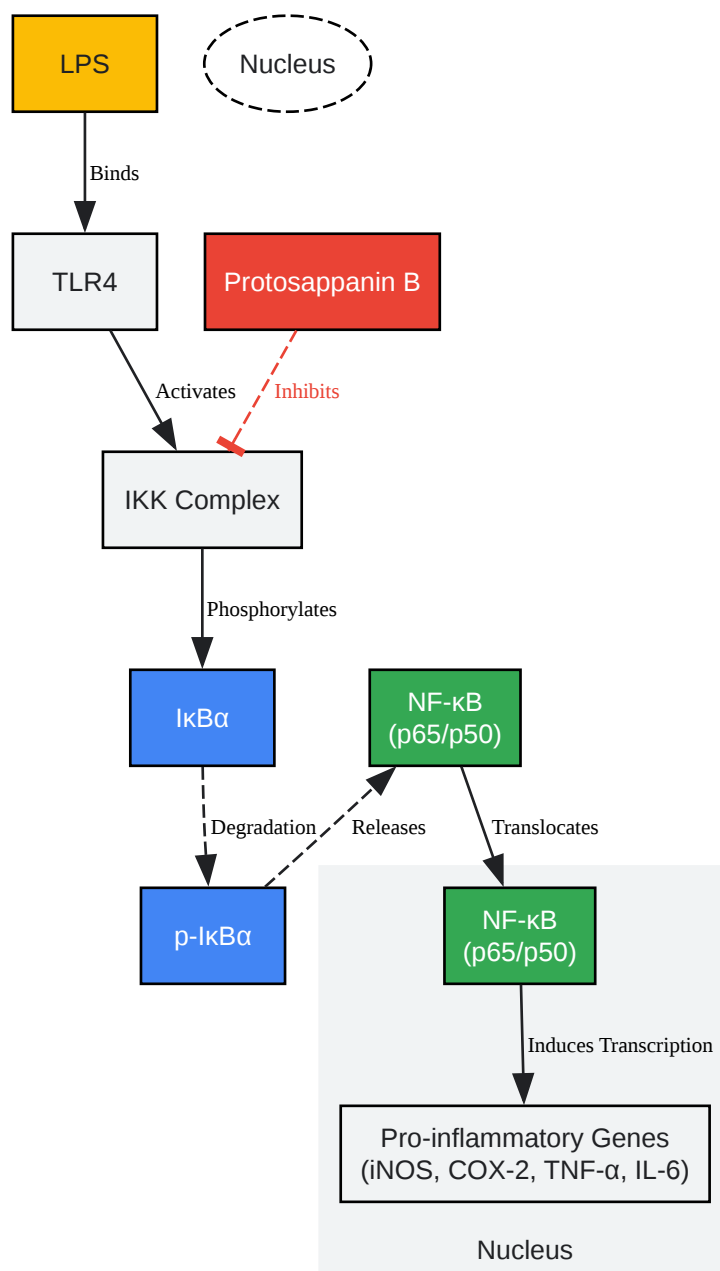 LPS
Nucleus
Binds
TLR4
Protosappanin B
Activates
Inhibits
IKK Complex
Phosphorylates
IκBα
NF-κB
(p65/p50)
Degradation
Releases
Translocates
p-IκBα
NF-κB
(p65/p50)
Induces Transcription
Pro-inflammatory Genes
(iNOS, COX-2, TNF-α, IL-6)
Nucleus